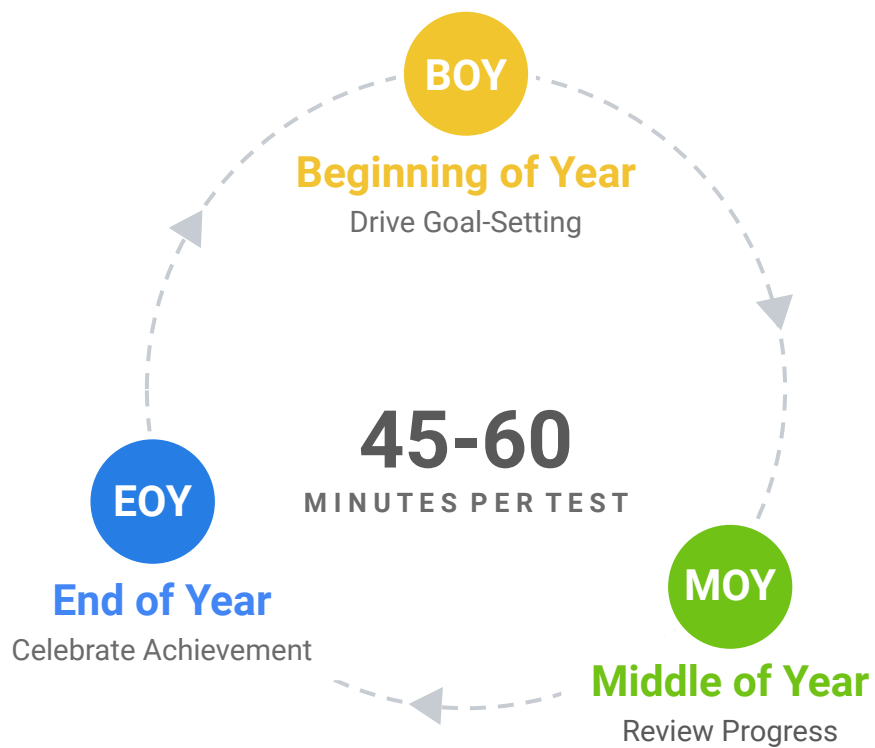 BOY
Beginning of Year
Drive Goal-Setting
45-60
MINUTES PER TEST
EOY
End of Year
Celebrate Achievement
MOY
Middle of Year
Review Progress